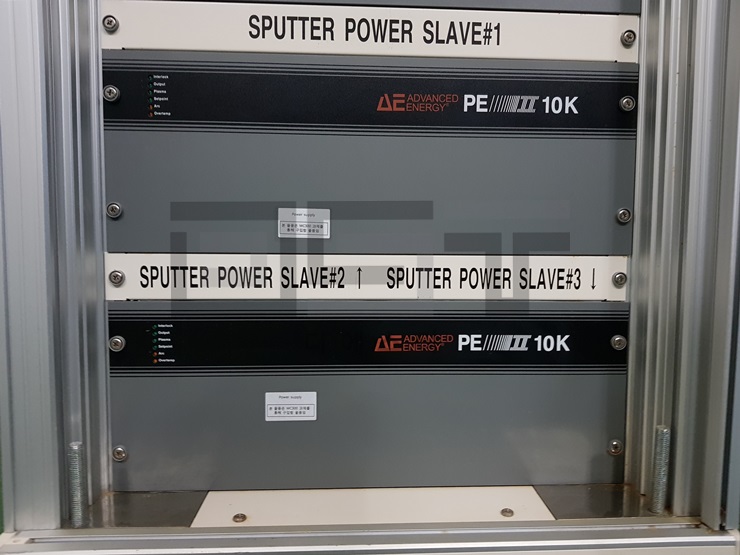 SPUTTER POWER SLAVE#1
Interlock
Output
Plasma
Setpoint
Arc
Overtemp
AE ADVANCED ENERGY® PE II 10K
Power supply
SPUTTER POWER SLAVE#2 ↑ SPUTTER POWER SLAVE#3 ↓
Interlock
Output
Plasma
Setpoint
Arc
Overtemp
AE ADVANCED ENERGY® PE II 10K
Power supply